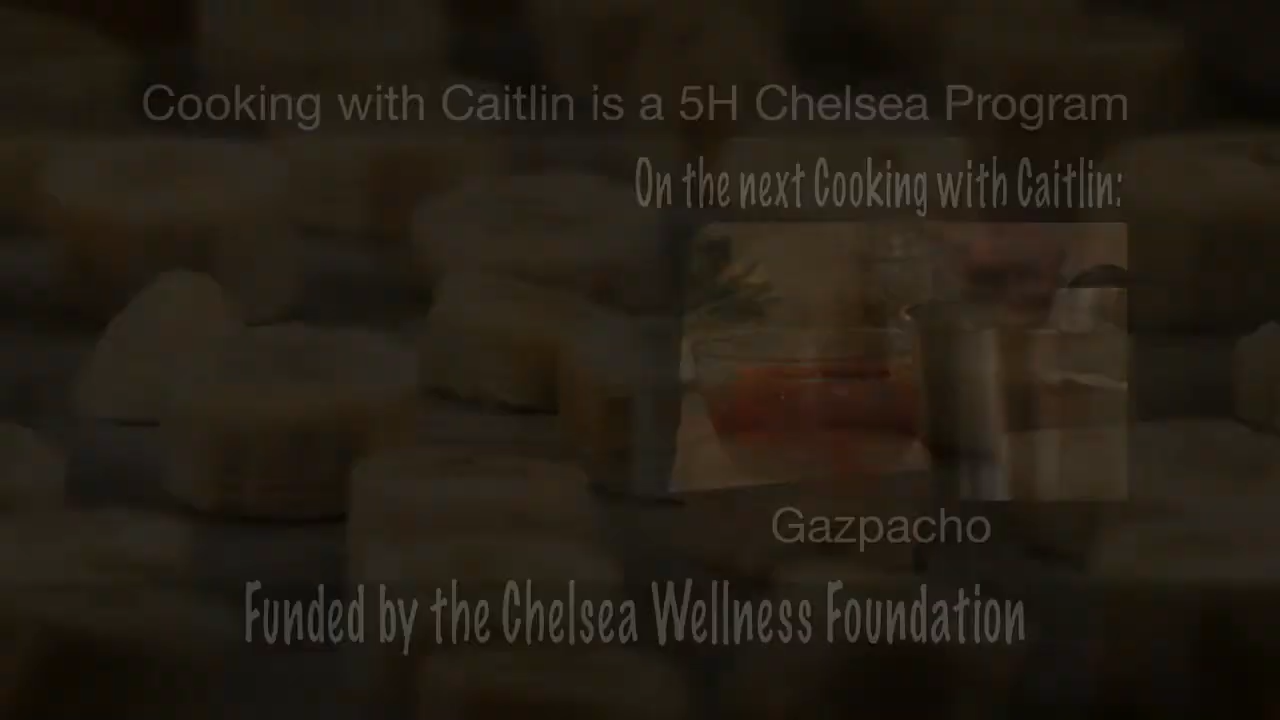 Cooking with Caitlin is a 5H Chelsea Program
On the next Cooking with Caitlin:
Gazpacho
Funded by the Chelsea Wellness Foundation